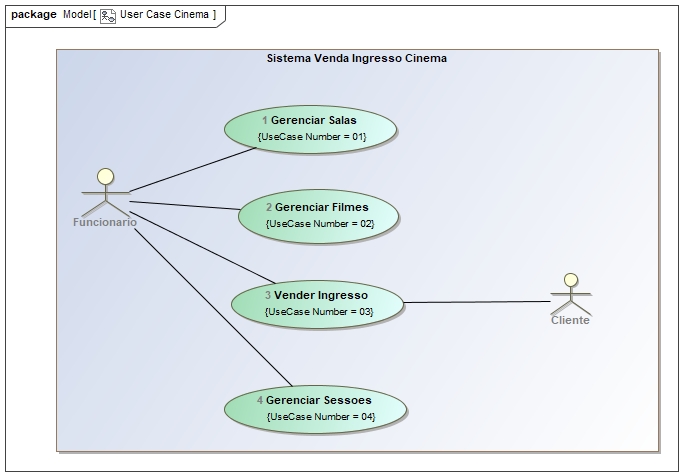 package Model[ User Case Cinema ]
Sistema Venda Ingresso Cinema
1 Gerenciar Salas
{UseCase Number = 01}
Funcionario
2 Gerenciar Filmes
{UseCase Number = 02}
3 Vender Ingresso
{UseCase Number = 03}
Cliente
4 Gerenciar Sessoes
{UseCase Number = 04}